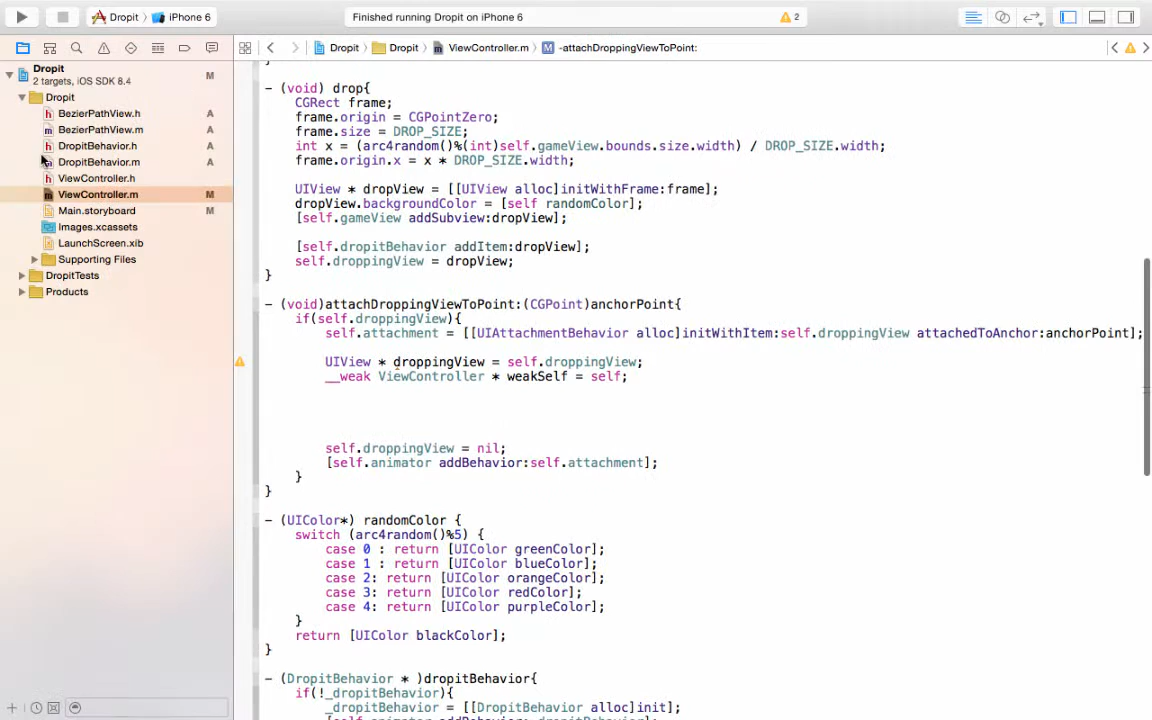 Dropit
iPhone 6
Finished running Dropit on iPhone 6
2
Dropit
Dropit
ViewController.m
M
-attachDroppingViewToPoint:
Dropit
2 targets, iOS SDK 8.4
M
Dropit
h BezierPathView.h A
m BezierPathView.m A
h DropitBehavior.h A
m DropitBehavior.m A
h ViewController.h
m ViewController.m M
Main.storyboard M
Images.xcassets
LaunchScreen.xib
Supporting Files
DropitTests
Products
- (void) drop{
CGRect frame;
frame.origin = CGPointZero;
frame.size = DROP_SIZE;
int x = (arc4random()%(int)self.gameView.bounds.size.width) / DROP_SIZE.width;
frame.origin.x = x * DROP_SIZE.width;
UIView * dropView = [[UIView alloc]initWithFrame:frame];
dropView.backgroundColor = [self randomColor];
[self.gameView addSubview:dropView];
[self.dropitBehavior addItem:dropView];
self.droppingView = dropView;
}
- (void)attachDroppingViewToPoint:(CGPoint)anchorPoint{
if(self.droppingView){
self.attachment = [[UIAttachmentBehavior alloc]initWithItem:self.droppingView attachedToAnchor:anchorPoint];
UIView * droppingView = self.droppingView;
__weak ViewController * weakSelf = self;
self.droppingView = nil;
[self.animator addBehavior:self.attachment];
}
}
- (UIColor*) randomColor {
switch (arc4random()%5) {
case 0 : return [UIColor greenColor];
case 1 : return [UIColor blueColor];
case 2: return [UIColor orangeColor];
case 3: return [UIColor redColor];
case 4: return [UIColor purpleColor];
}
return [UIColor blackColor];
}
- (DropitBehavior * )dropitBehavior{
if(!_dropitBehavior){
_dropitBehavior = [[DropitBehavior alloc]init];